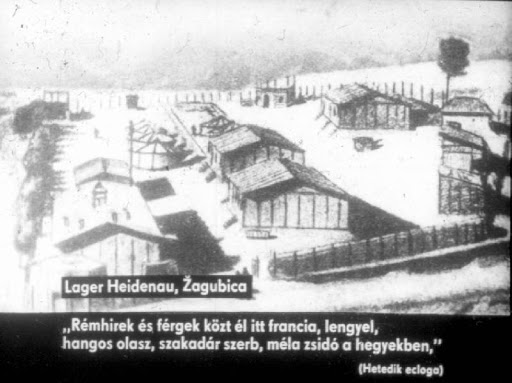 Lager Heidenau, Žagubica
„Rémhirek és férgek közt él itt francia, lengyel,
hangos olasz, szakadár szerb, méla zsidó a hegyekben,”
(Hetedik ecloga)